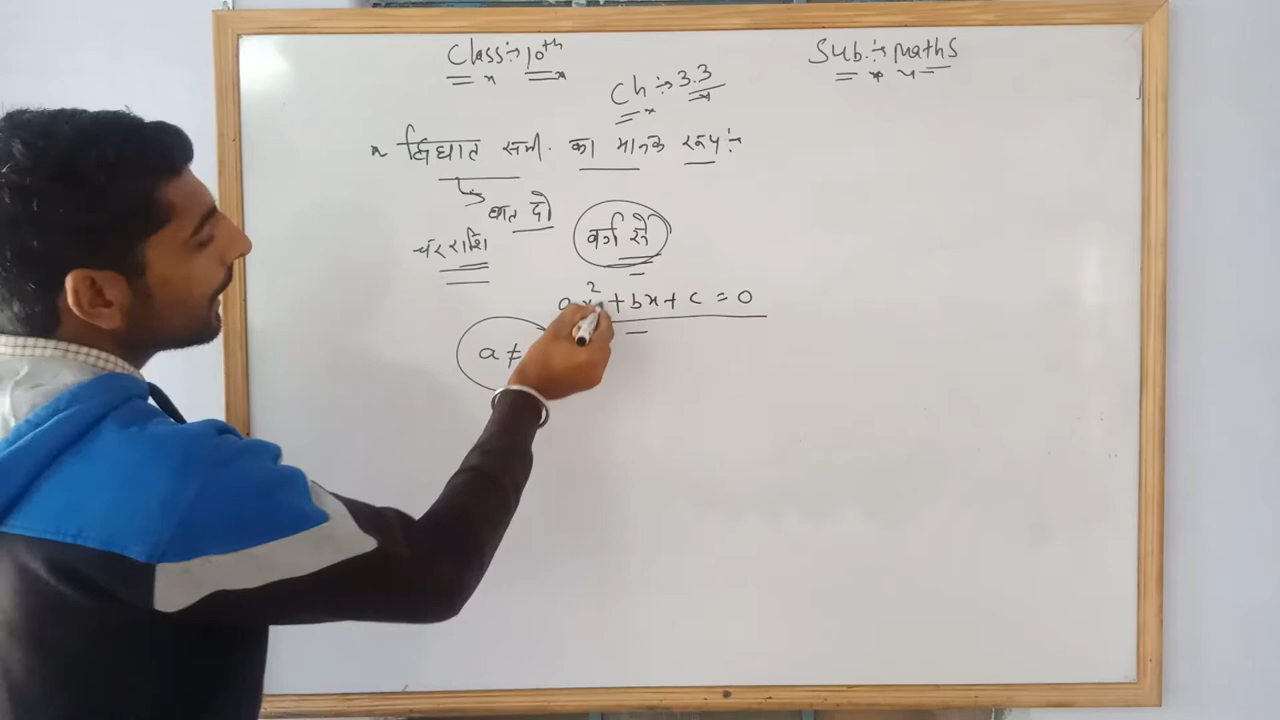 Class:- 10th
Sub:- Maths
Ch:- 3.3
द्विघात समी. का मानक रूप:-
घात दो
चर राशि
वर्ग
x² + bx + c = 0
a ≠